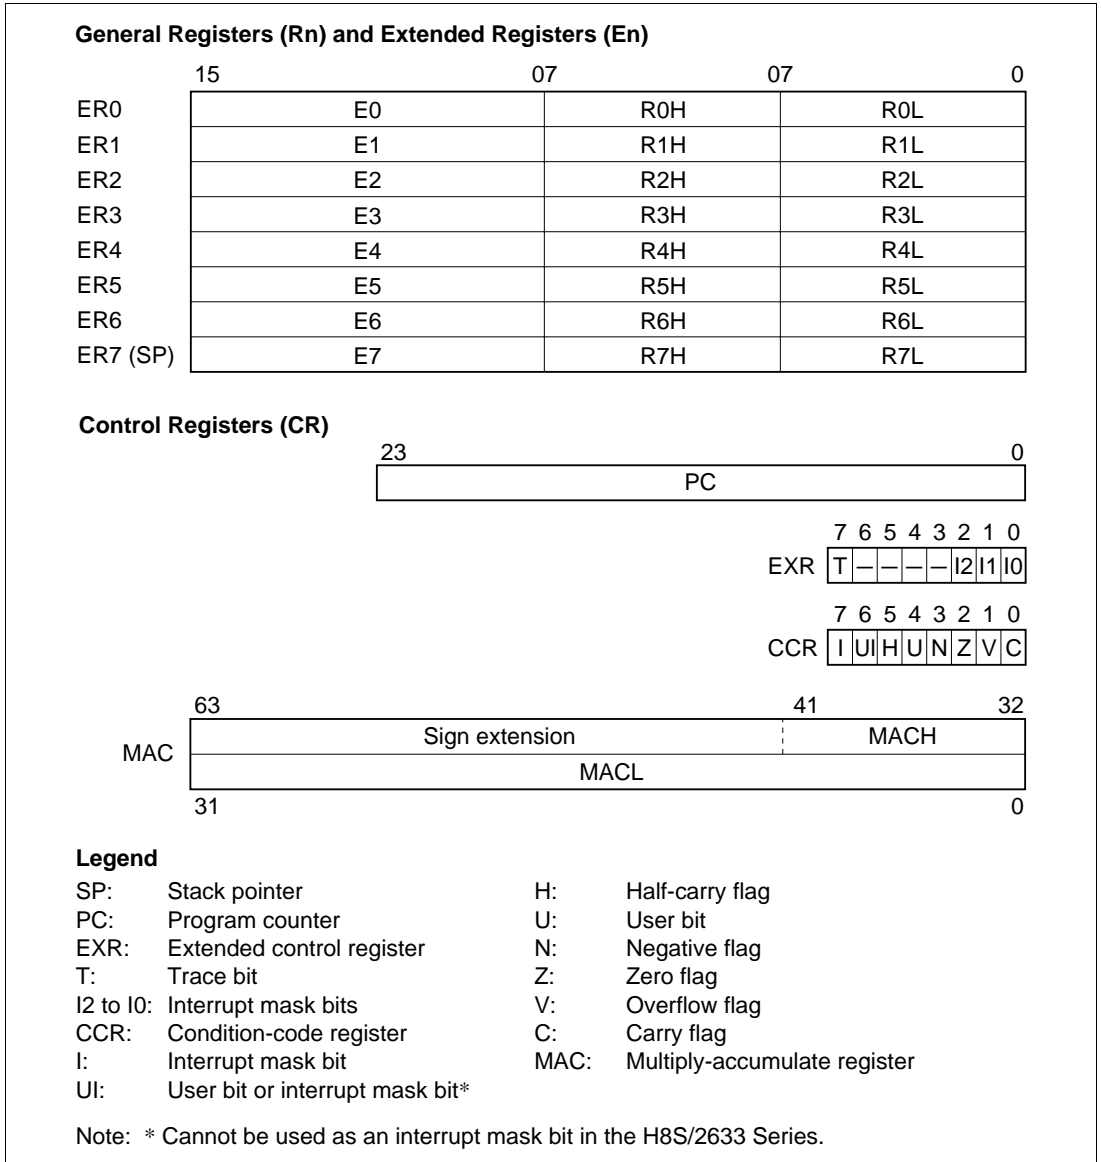 General Registers (Rn) and Extended Registers (En)
15 07 07 0
ER0 E0 R0H R0L
ER1 E1 R1H R1L
ER2 E2 R2H R2L
ER3 E3 R3H R3L
ER4 E4 R4H R4L
ER5 E5 R5H R5L
ER6 E6 R6H R6L
ER7 (SP) E7 R7H R7L
Control Registers (CR)
23 0
PC
7 6 5 4 3 2 1 0
EXR T — — — — I2 I1 I0
7 6 5 4 3 2 1 0
CCR I UI H U N Z V C
63 41 32
Sign extension MACH
MAC
MACL
31 0
Legend
SP: Stack pointer H: Half-carry flag
PC: Program counter U: User bit
EXR: Extended control register N: Negative flag
T: Trace bit Z: Zero flag
I2 to I0: Interrupt mask bits V: Overflow flag
CCR: Condition-code register C: Carry flag
I: Interrupt mask bit MAC: Multiply-accumulate register
UI: User bit or interrupt mask bit*
Note: * Cannot be used as an interrupt mask bit in the H8S/2633 Series.